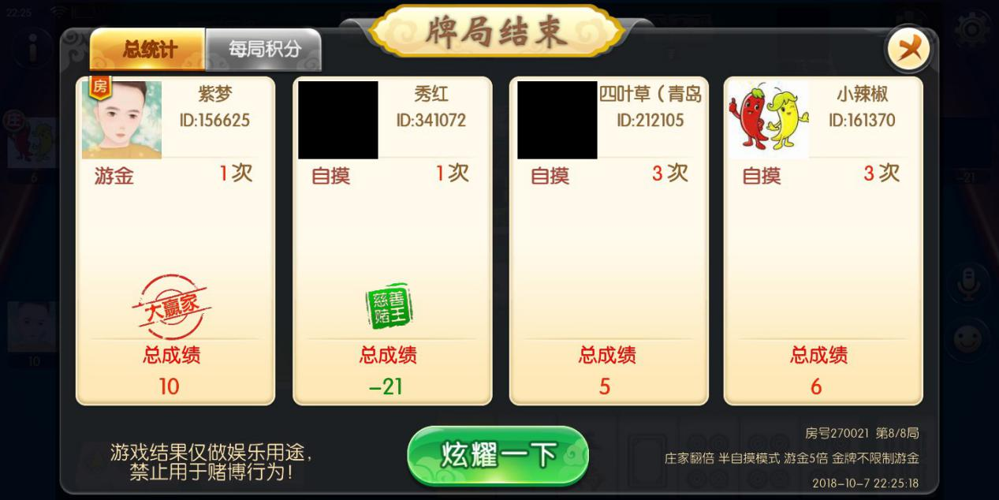 22:25
牌局结束
总统计
每局积分
房
紫梦
ID:156625
游金
1次
大赢家
总成绩
10
秀红
ID:341072
自摸
1次
慈善
赌王
总成绩
-21
四叶草（青岛
ID:212105
自摸
3次
总成绩
5
小辣椒
ID:161370
自摸
3次
总成绩
6
庄
6
10
-21
游戏结果仅做娱乐用途，
禁止用于赌博行为！
炫耀一下
房号270021 第8/8局
庄家翻倍 半自摸模式 游金5倍 金牌不限制游金
2018-10-7 22:25:18